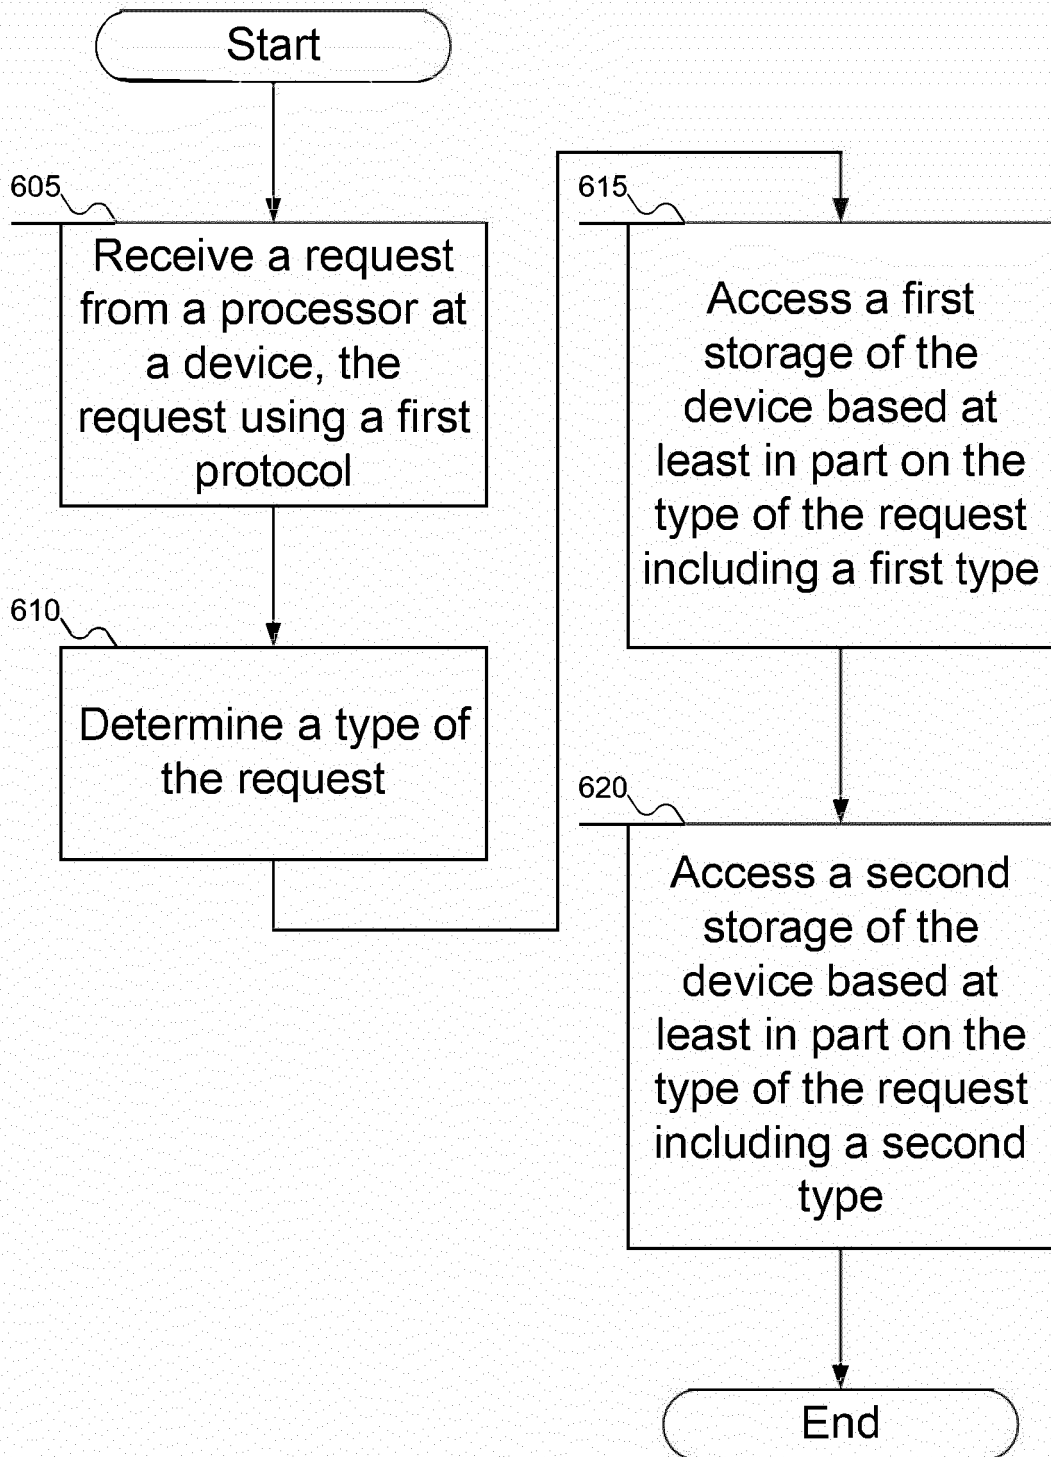 Start
605
Receive a request
from a processor at
a device, the
request using a first
protocol
610
Determine a type of
the request
615
Access a first
storage of the
device based at
least in part on the
type of the request
including a first type
620
Access a second
storage of the
device based at
least in part on the
type of the request
including a second
type
End